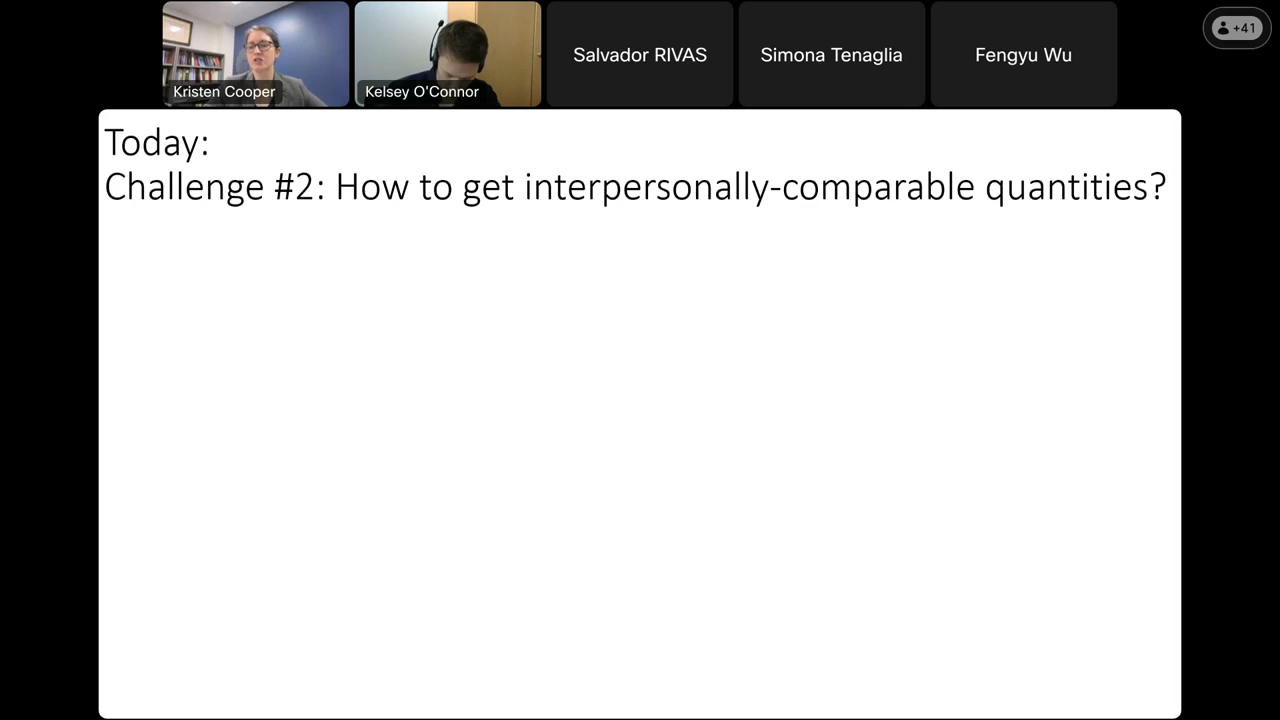 Kristen Cooper
Kelsey O'Connor
Salvador RIVAS
Simona Tenaglia
Fengyu Wu
+41
Today:
Challenge #2: How to get interpersonally-comparable quantities?